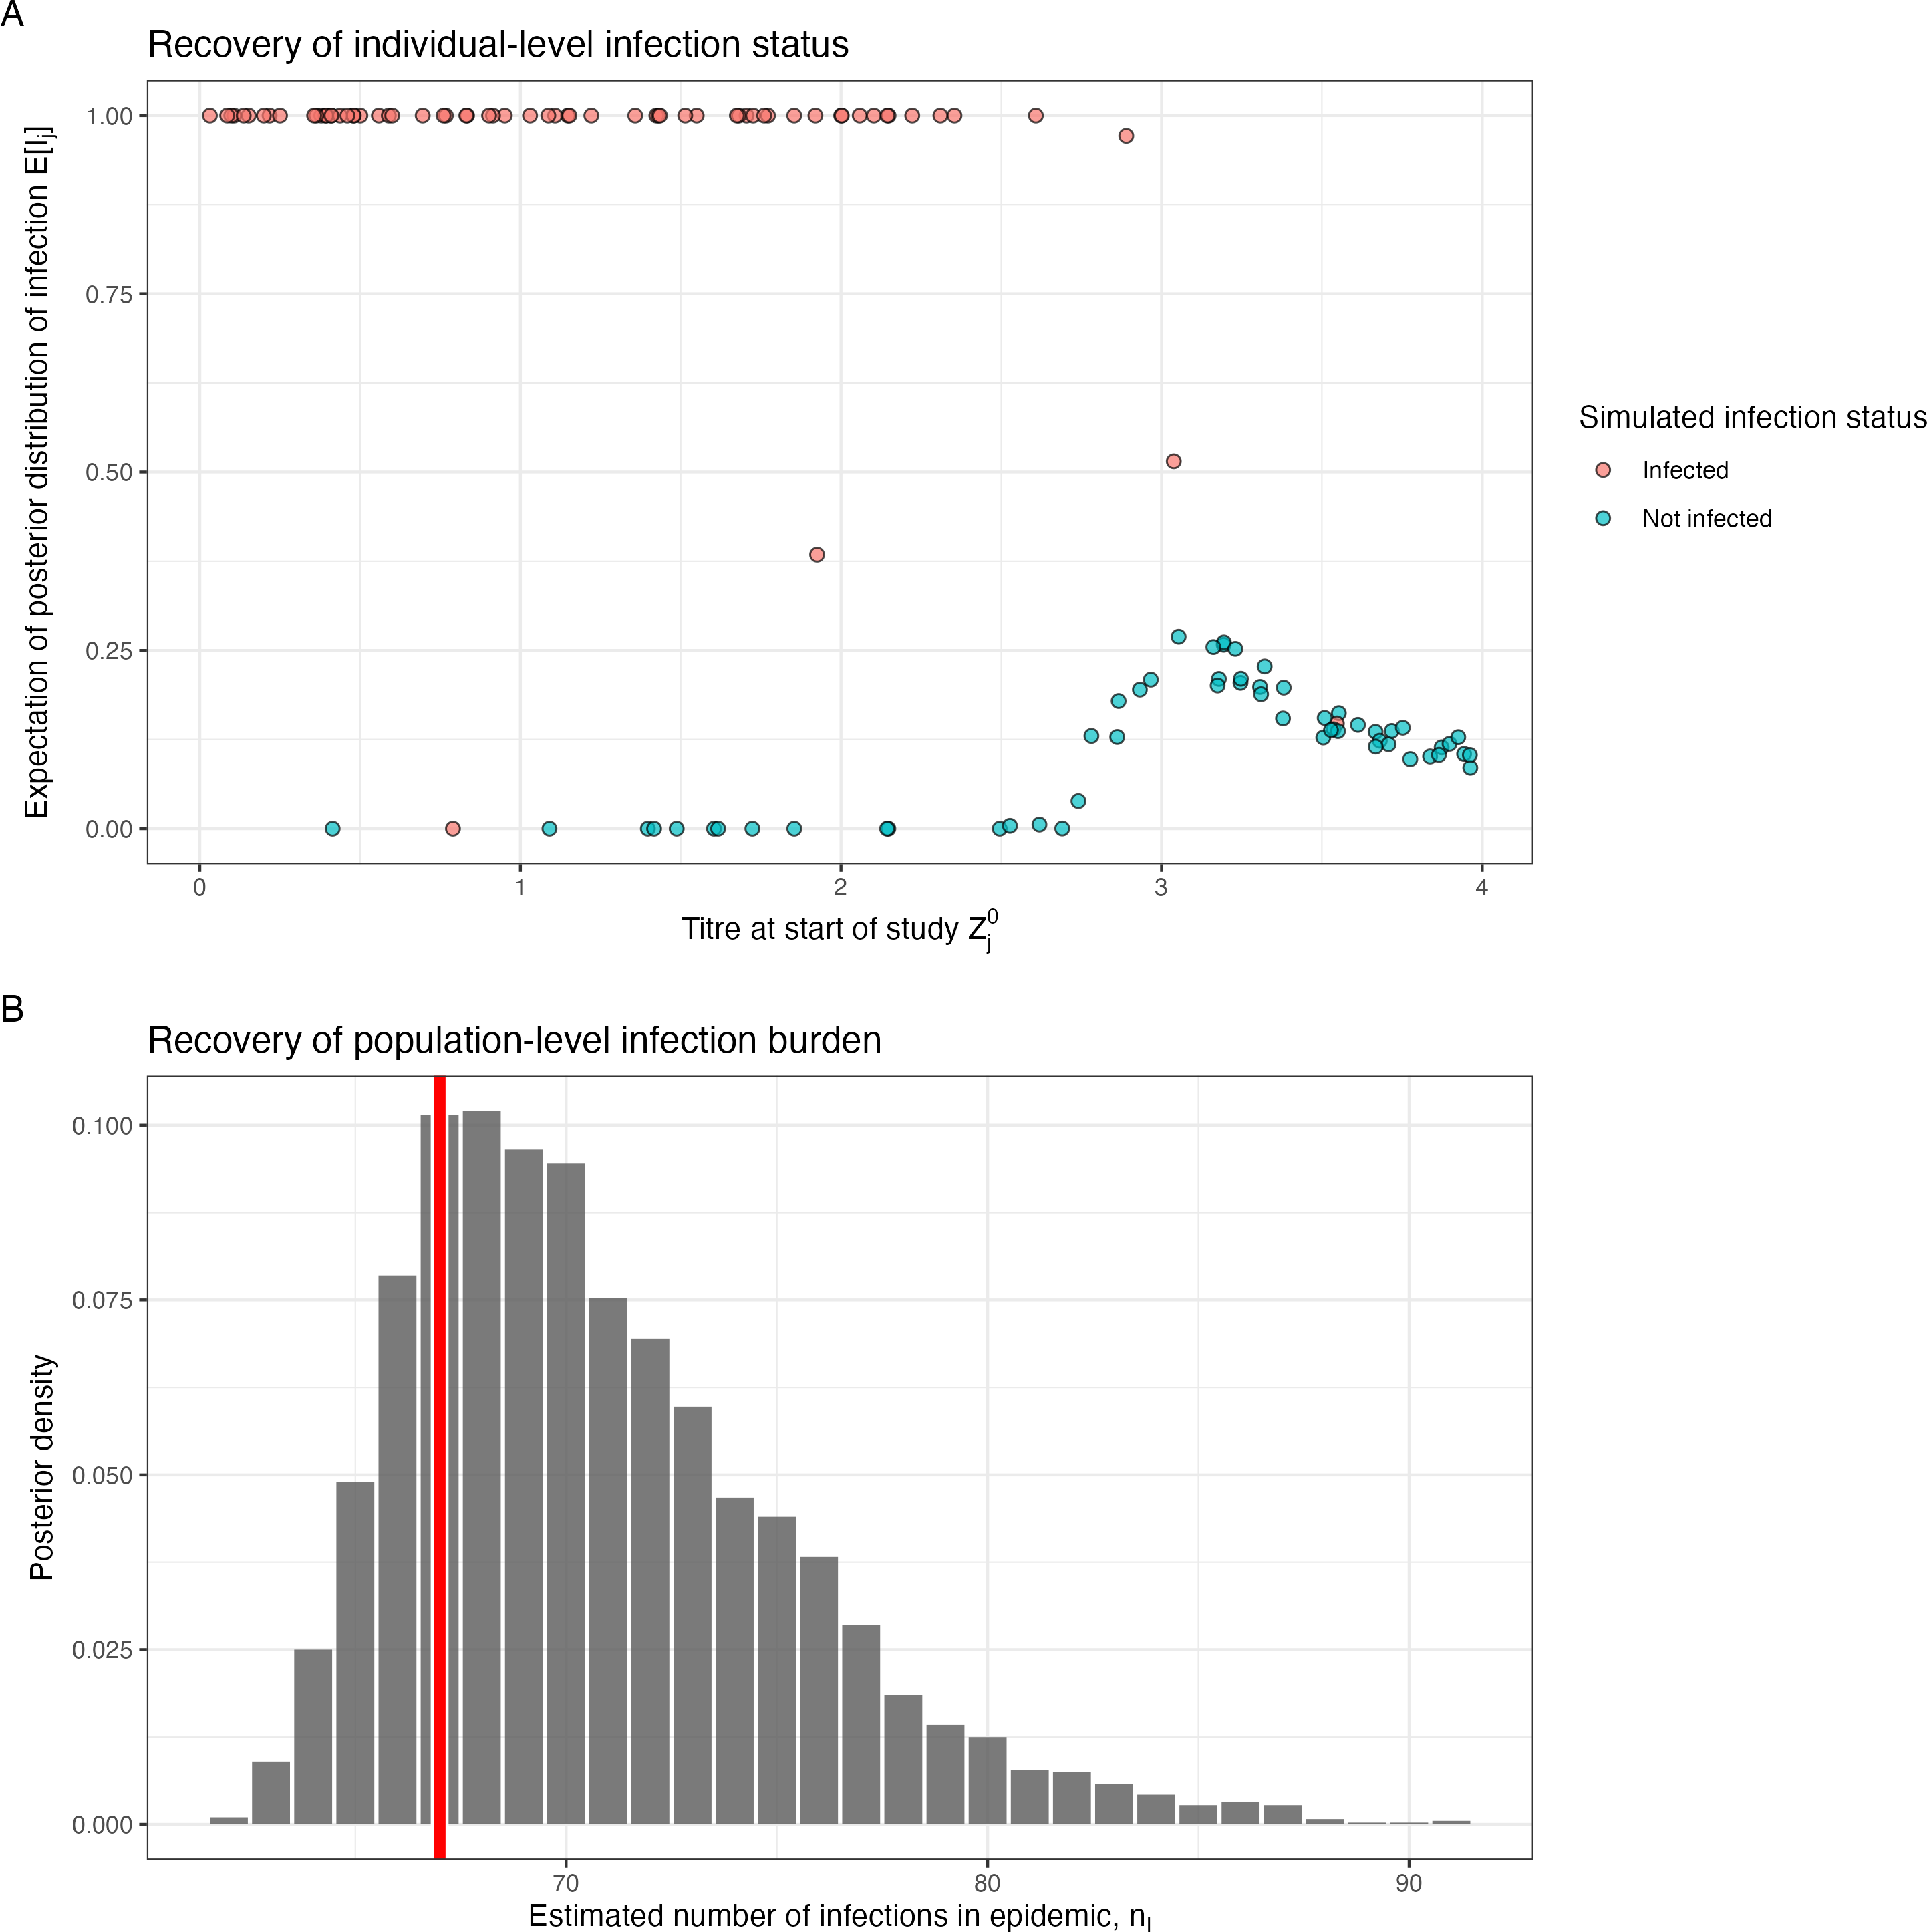 A
Recovery of individual-level infection status
Expectation of posterior distribution of infection E[Ij]
1.00
0.75
0.50
0.25
0.00
0 1 2 3 4
Titre at start of study Z_j^0
Simulated infection status
Infected
Not infected
B
Recovery of population-level infection burden
Posterior density
0.100
0.075
0.050
0.025
0.000
70 80 90
Estimated number of infections in epidemic, n_I